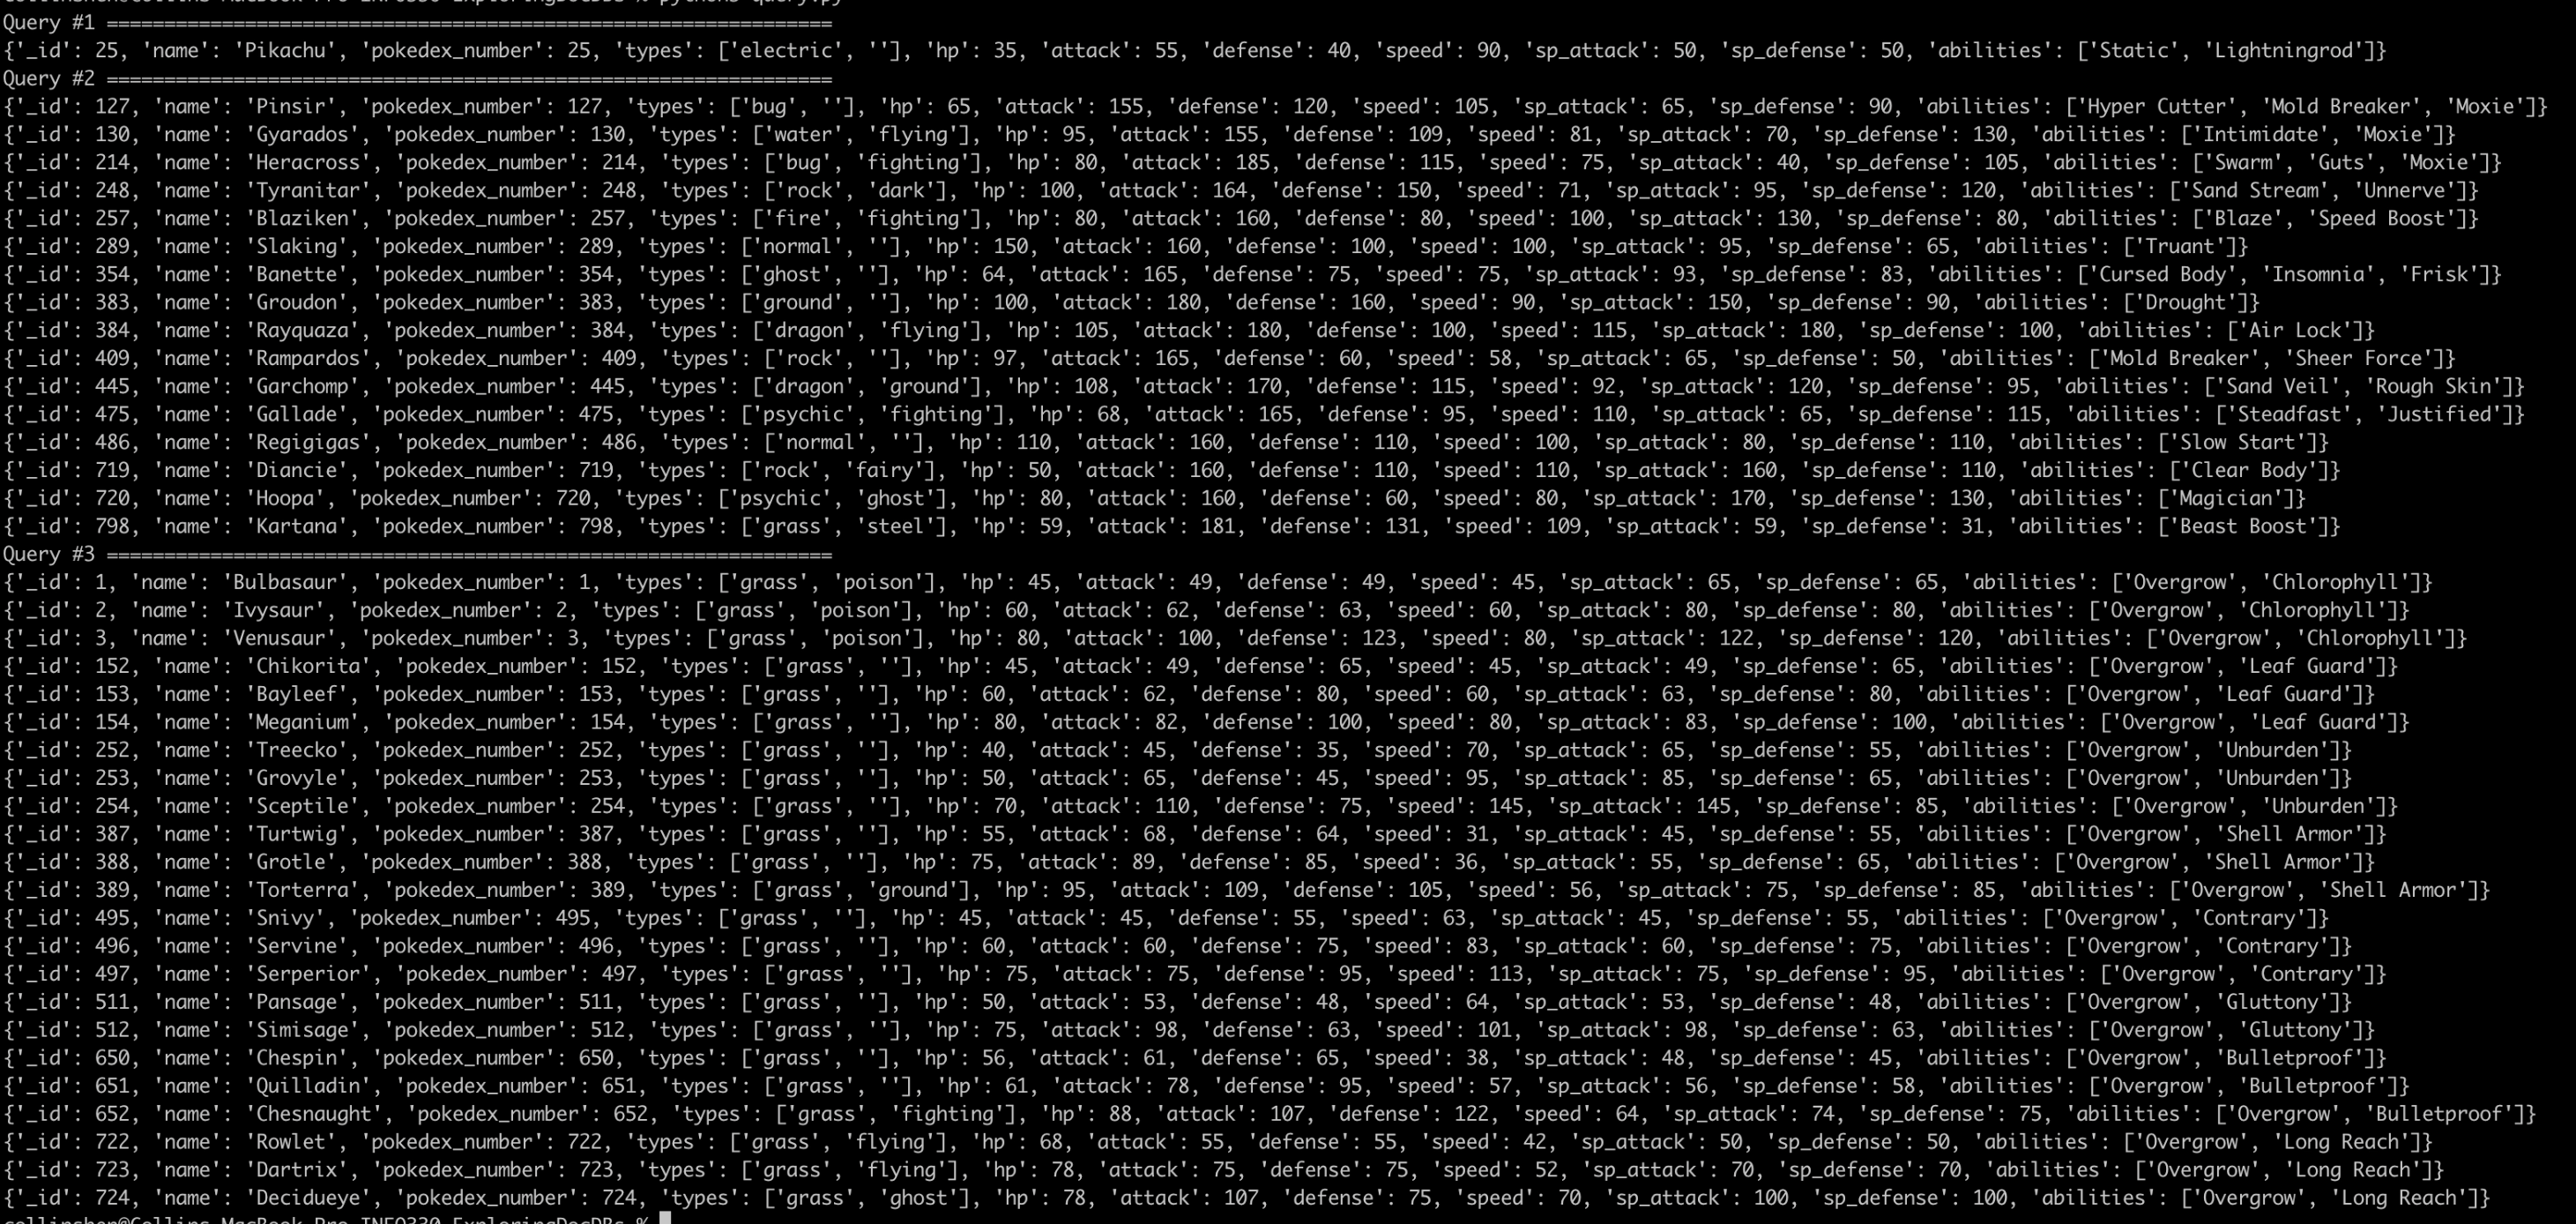 Query #1 ===============================================================
{'_id': 25, 'name': 'Pikachu', 'pokedex_number': 25, 'types': ['electric', ''], 'hp': 35, 'attack': 55, 'defense': 40, 'speed': 90, 'sp_attack': 50, 'sp_defense': 50, 'abilities': ['Static', 'Lightningrod']}
Query #2 ===============================================================
{'_id': 127, 'name': 'Pinsir', 'pokedex_number': 127, 'types': ['bug', ''], 'hp': 65, 'attack': 155, 'defense': 120, 'speed': 105, 'sp_attack': 65, 'sp_defense': 90, 'abilities': ['Hyper Cutter', 'Mold Breaker', 'Moxie']}
{'_id': 130, 'name': 'Gyarados', 'pokedex_number': 130, 'types': ['water', 'flying'], 'hp': 95, 'attack': 155, 'defense': 109, 'speed': 81, 'sp_attack': 70, 'sp_defense': 130, 'abilities': ['Intimidate', 'Moxie']}
{'_id': 214, 'name': 'Heracross', 'pokedex_number': 214, 'types': ['bug', 'fighting'], 'hp': 80, 'attack': 185, 'defense': 115, 'speed': 75, 'sp_attack': 40, 'sp_defense': 105, 'abilities': ['Swarm', 'Guts', 'Moxie']}
{'_id': 248, 'name': 'Tyranitar', 'pokedex_number': 248, 'types': ['rock', 'dark'], 'hp': 100, 'attack': 164, 'defense': 150, 'speed': 71, 'sp_attack': 95, 'sp_defense': 120, 'abilities': ['Sand Stream', 'Unnerve']}
{'_id': 257, 'name': 'Blaziken', 'pokedex_number': 257, 'types': ['fire', 'fighting'], 'hp': 80, 'attack': 160, 'defense': 80, 'speed': 100, 'sp_attack': 130, 'sp_defense': 80, 'abilities': ['Blaze', 'Speed Boost']}
{'_id': 289, 'name': 'Slaking', 'pokedex_number': 289, 'types': ['normal', ''], 'hp': 150, 'attack': 160, 'defense': 100, 'speed': 100, 'sp_attack': 95, 'sp_defense': 65, 'abilities': ['Truant']}
{'_id': 354, 'name': 'Banette', 'pokedex_number': 354, 'types': ['ghost', ''], 'hp': 64, 'attack': 165, 'defense': 75, 'speed': 75, 'sp_attack': 93, 'sp_defense': 83, 'abilities': ['Cursed Body', 'Insomnia', 'Frisk']}
{'_id': 383, 'name': 'Groudon', 'pokedex_number': 383, 'types': ['ground', ''], 'hp': 100, 'attack': 180, 'defense': 160, 'speed': 90, 'sp_attack': 150, 'sp_defense': 90, 'abilities': ['Drought']}
{'_id': 384, 'name': 'Rayquaza', 'pokedex_number': 384, 'types': ['dragon', 'flying'], 'hp': 105, 'attack': 180, 'defense': 100, 'speed': 115, 'sp_attack': 180, 'sp_defense': 100, 'abilities': ['Air Lock']}
{'_id': 409, 'name': 'Rampardos', 'pokedex_number': 409, 'types': ['rock', ''], 'hp': 97, 'attack': 165, 'defense': 60, 'speed': 58, 'sp_attack': 65, 'sp_defense': 50, 'abilities': ['Mold Breaker', 'Sheer Force']}
{'_id': 445, 'name': 'Garchomp', 'pokedex_number': 445, 'types': ['dragon', 'ground'], 'hp': 108, 'attack': 170, 'defense': 115, 'speed': 92, 'sp_attack': 120, 'sp_defense': 95, 'abilities': ['Sand Veil', 'Rough Skin']}
{'_id': 475, 'name': 'Gallade', 'pokedex_number': 475, 'types': ['psychic', 'fighting'], 'hp': 68, 'attack': 165, 'defense': 95, 'speed': 110, 'sp_attack': 65, 'sp_defense': 115, 'abilities': ['Steadfast', 'Justified']}
{'_id': 486, 'name': 'Regigigas', 'pokedex_number': 486, 'types': ['normal', ''], 'hp': 110, 'attack': 160, 'defense': 110, 'speed': 100, 'sp_attack': 80, 'sp_defense': 110, 'abilities': ['Slow Start']}
{'_id': 719, 'name': 'Diancie', 'pokedex_number': 719, 'types': ['rock', 'fairy'], 'hp': 50, 'attack': 160, 'defense': 110, 'speed': 110, 'sp_attack': 160, 'sp_defense': 110, 'abilities': ['Clear Body']}
{'_id': 720, 'name': 'Hoopa', 'pokedex_number': 720, 'types': ['psychic', 'ghost'], 'hp': 80, 'attack': 160, 'defense': 60, 'speed': 80, 'sp_attack': 170, 'sp_defense': 130, 'abilities': ['Magician']}
{'_id': 798, 'name': 'Kartana', 'pokedex_number': 798, 'types': ['grass', 'steel'], 'hp': 59, 'attack': 181, 'defense': 131, 'speed': 109, 'sp_attack': 59, 'sp_defense': 31, 'abilities': ['Beast Boost']}
Query #3 ===============================================================
{'_id': 1, 'name': 'Bulbasaur', 'pokedex_number': 1, 'types': ['grass', 'poison'], 'hp': 45, 'attack': 49, 'defense': 49, 'speed': 45, 'sp_attack': 65, 'sp_defense': 65, 'abilities': ['Overgrow', 'Chlorophyll']}
{'_id': 2, 'name': 'Ivysaur', 'pokedex_number': 2, 'types': ['grass', 'poison'], 'hp': 60, 'attack': 62, 'defense': 63, 'speed': 60, 'sp_attack': 80, 'sp_defense': 80, 'abilities': ['Overgrow', 'Chlorophyll']}
{'_id': 3, 'name': 'Venusaur', 'pokedex_number': 3, 'types': ['grass', 'poison'], 'hp': 80, 'attack': 100, 'defense': 123, 'speed': 80, 'sp_attack': 122, 'sp_defense': 120, 'abilities': ['Overgrow', 'Chlorophyll']}
{'_id': 152, 'name': 'Chikorita', 'pokedex_number': 152, 'types': ['grass', ''], 'hp': 45, 'attack': 49, 'defense': 65, 'speed': 45, 'sp_attack': 49, 'sp_defense': 65, 'abilities': ['Overgrow', 'Leaf Guard']}
{'_id': 153, 'name': 'Bayleef', 'pokedex_number': 153, 'types': ['grass', ''], 'hp': 60, 'attack': 62, 'defense': 80, 'speed': 60, 'sp_attack': 63, 'sp_defense': 80, 'abilities': ['Overgrow', 'Leaf Guard']}
{'_id': 154, 'name': 'Meganium', 'pokedex_number': 154, 'types': ['grass', ''], 'hp': 80, 'attack': 82, 'defense': 100, 'speed': 80, 'sp_attack': 83, 'sp_defense': 100, 'abilities': ['Overgrow', 'Leaf Guard']}
{'_id': 252, 'name': 'Treecko', 'pokedex_number': 252, 'types': ['grass', ''], 'hp': 40, 'attack': 45, 'defense': 35, 'speed': 70, 'sp_attack': 65, 'sp_defense': 55, 'abilities': ['Overgrow', 'Unburden']}
{'_id': 253, 'name': 'Grovyle', 'pokedex_number': 253, 'types': ['grass', ''], 'hp': 50, 'attack': 65, 'defense': 45, 'speed': 95, 'sp_attack': 85, 'sp_defense': 65, 'abilities': ['Overgrow', 'Unburden']}
{'_id': 254, 'name': 'Sceptile', 'pokedex_number': 254, 'types': ['grass', ''], 'hp': 70, 'attack': 110, 'defense': 75, 'speed': 145, 'sp_attack': 145, 'sp_defense': 85, 'abilities': ['Overgrow', 'Unburden']}
{'_id': 387, 'name': 'Turtwig', 'pokedex_number': 387, 'types': ['grass', ''], 'hp': 55, 'attack': 68, 'defense': 64, 'speed': 31, 'sp_attack': 45, 'sp_defense': 55, 'abilities': ['Overgrow', 'Shell Armor']}
{'_id': 388, 'name': 'Grotle', 'pokedex_number': 388, 'types': ['grass', ''], 'hp': 75, 'attack': 89, 'defense': 85, 'speed': 36, 'sp_attack': 55, 'sp_defense': 65, 'abilities': ['Overgrow', 'Shell Armor']}
{'_id': 389, 'name': 'Torterra', 'pokedex_number': 389, 'types': ['grass', 'ground'], 'hp': 95, 'attack': 109, 'defense': 105, 'speed': 56, 'sp_attack': 75, 'sp_defense': 85, 'abilities': ['Overgrow', 'Shell Armor']}
{'_id': 495, 'name': 'Snivy', 'pokedex_number': 495, 'types': ['grass', ''], 'hp': 45, 'attack': 45, 'defense': 55, 'speed': 63, 'sp_attack': 45, 'sp_defense': 55, 'abilities': ['Overgrow', 'Contrary']}
{'_id': 496, 'name': 'Servine', 'pokedex_number': 496, 'types': ['grass', ''], 'hp': 60, 'attack': 60, 'defense': 75, 'speed': 83, 'sp_attack': 60, 'sp_defense': 75, 'abilities': ['Overgrow', 'Contrary']}
{'_id': 497, 'name': 'Serperior', 'pokedex_number': 497, 'types': ['grass', ''], 'hp': 75, 'attack': 75, 'defense': 95, 'speed': 113, 'sp_attack': 75, 'sp_defense': 95, 'abilities': ['Overgrow', 'Contrary']}
{'_id': 511, 'name': 'Pansage', 'pokedex_number': 511, 'types': ['grass', ''], 'hp': 50, 'attack': 53, 'defense': 48, 'speed': 64, 'sp_attack': 53, 'sp_defense': 48, 'abilities': ['Overgrow', 'Gluttony']}
{'_id': 512, 'name': 'Simisage', 'pokedex_number': 512, 'types': ['grass', ''], 'hp': 75, 'attack': 98, 'defense': 63, 'speed': 101, 'sp_attack': 98, 'sp_defense': 63, 'abilities': ['Overgrow', 'Gluttony']}
{'_id': 650, 'name': 'Chespin', 'pokedex_number': 650, 'types': ['grass', ''], 'hp': 56, 'attack': 61, 'defense': 65, 'speed': 38, 'sp_attack': 48, 'sp_defense': 45, 'abilities': ['Overgrow', 'Bulletproof']}
{'_id': 651, 'name': 'Quilladin', 'pokedex_number': 651, 'types': ['grass', ''], 'hp': 61, 'attack': 78, 'defense': 95, 'speed': 57, 'sp_attack': 56, 'sp_defense': 58, 'abilities': ['Overgrow', 'Bulletproof']}
{'_id': 652, 'name': 'Chesnaught', 'pokedex_number': 652, 'types': ['grass', 'fighting'], 'hp': 88, 'attack': 107, 'defense': 122, 'speed': 64, 'sp_attack': 74, 'sp_defense': 75, 'abilities': ['Overgrow', 'Bulletproof']}
{'_id': 722, 'name': 'Rowlet', 'pokedex_number': 722, 'types': ['grass', 'flying'], 'hp': 68, 'attack': 55, 'defense': 55, 'speed': 42, 'sp_attack': 50, 'sp_defense': 50, 'abilities': ['Overgrow', 'Long Reach']}
{'_id': 723, 'name': 'Dartrix', 'pokedex_number': 723, 'types': ['grass', 'flying'], 'hp': 78, 'attack': 75, 'defense': 75, 'speed': 52, 'sp_attack': 70, 'sp_defense': 70, 'abilities': ['Overgrow', 'Long Reach']}
{'_id': 724, 'name': 'Decidueye', 'pokedex_number': 724, 'types': ['grass', 'ghost'], 'hp': 78, 'attack': 107, 'defense': 75, 'speed': 70, 'sp_attack': 100, 'sp_defense': 100, 'abilities': ['Overgrow', 'Long Reach']}